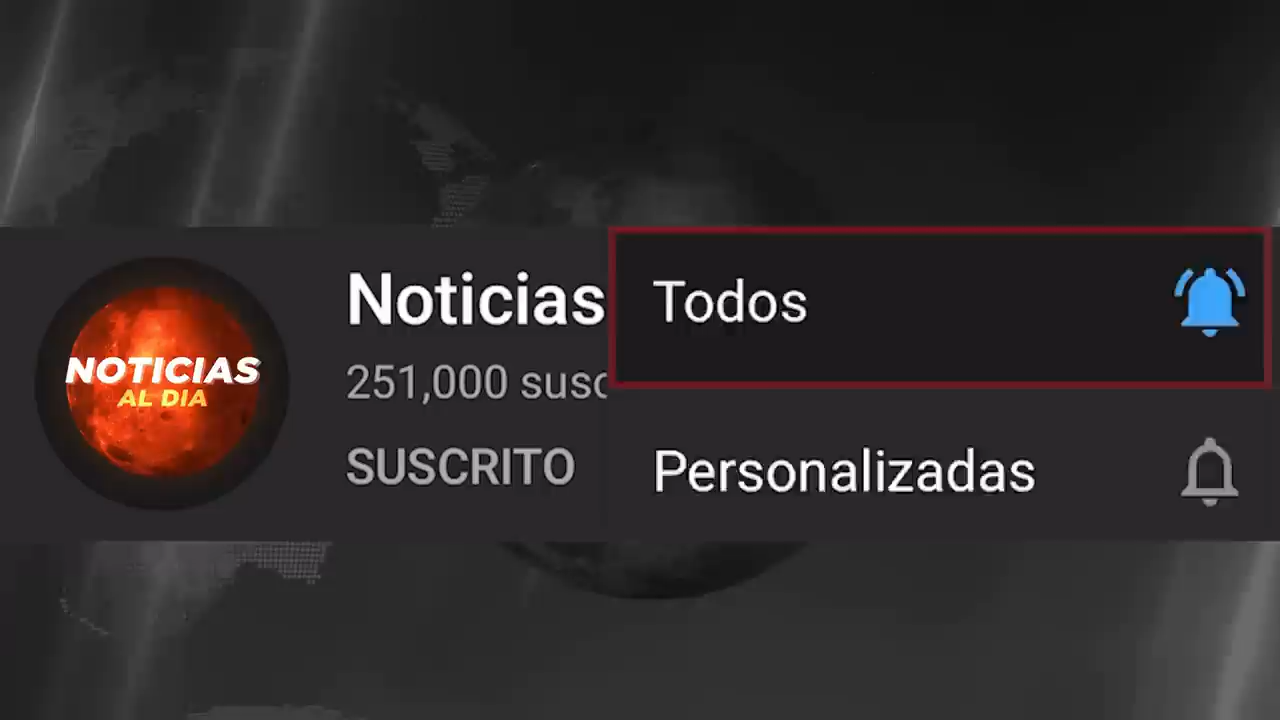 NOTICIAS
AL DIA
Noticias
251,000 susc
SUSCRITO
Todos
Personalizadas